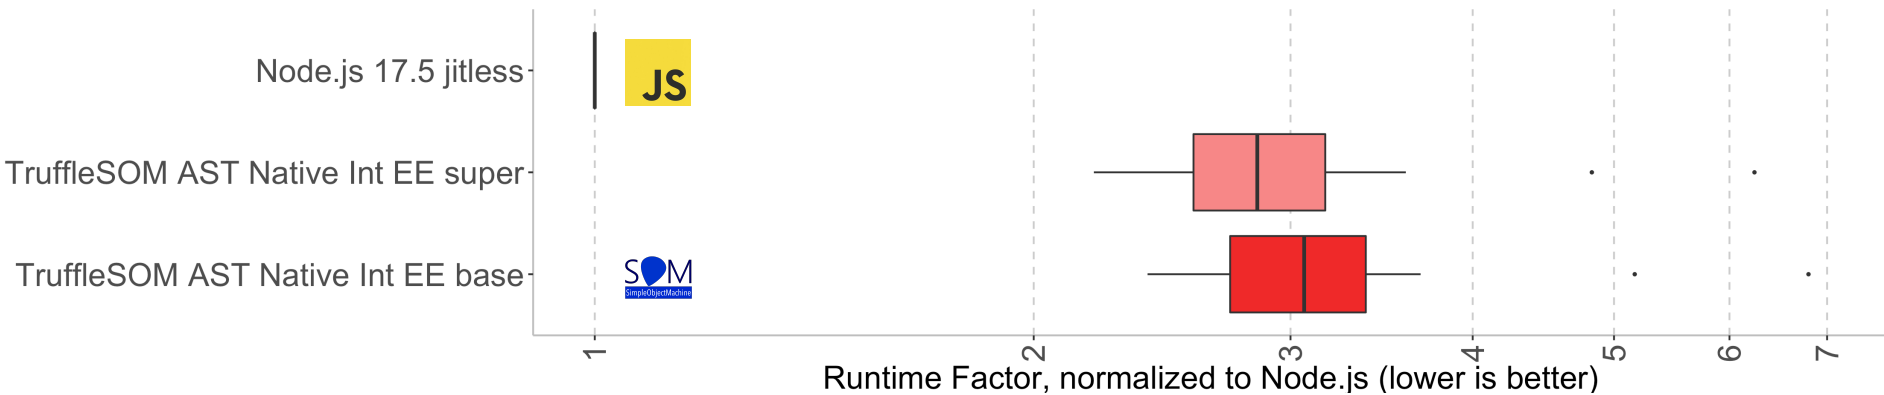 Node.js 17.5 jitless
JS
TruffleSOM AST Native Int EE super
TruffleSOM AST Native Int EE base
SOM
SimpleObjectMachine
1 2 3 4 5 6 7
Runtime Factor, normalized to Node.js (lower is better)